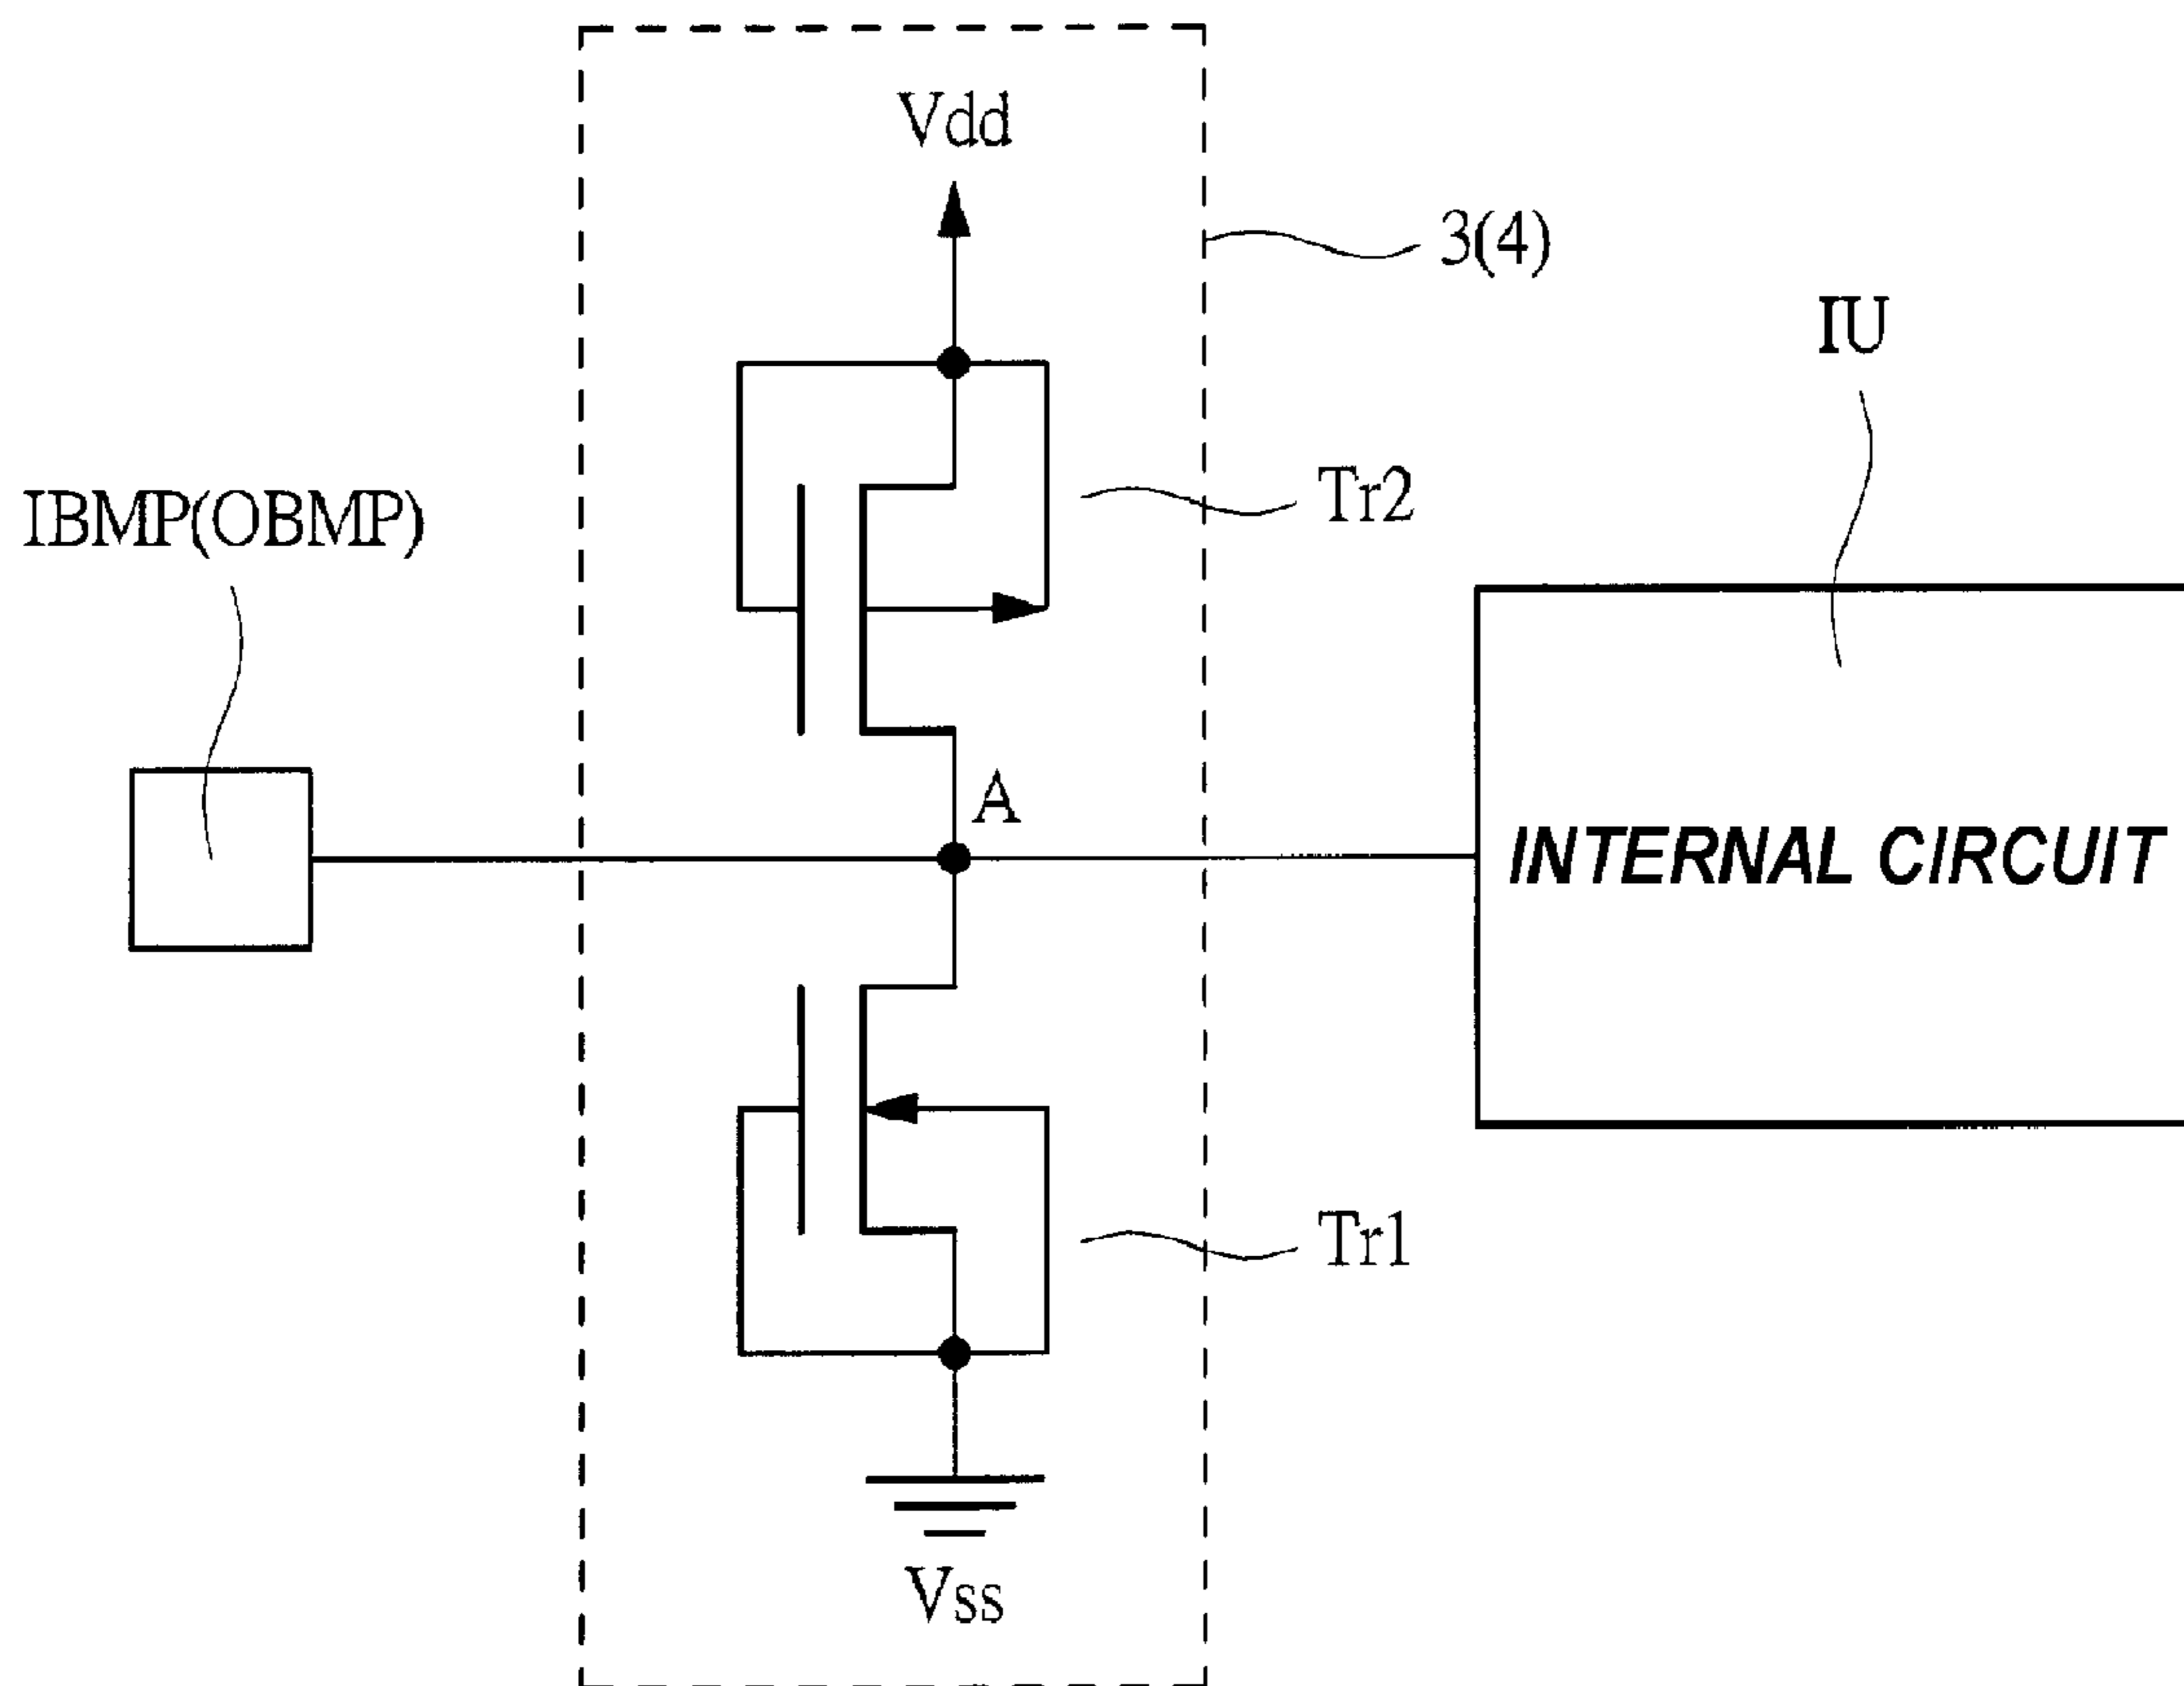 Vdd
3(4)
IU
Tr2
IBMP(OBMP)
A
INTERNAL CIRCUIT
Tr1
Vss